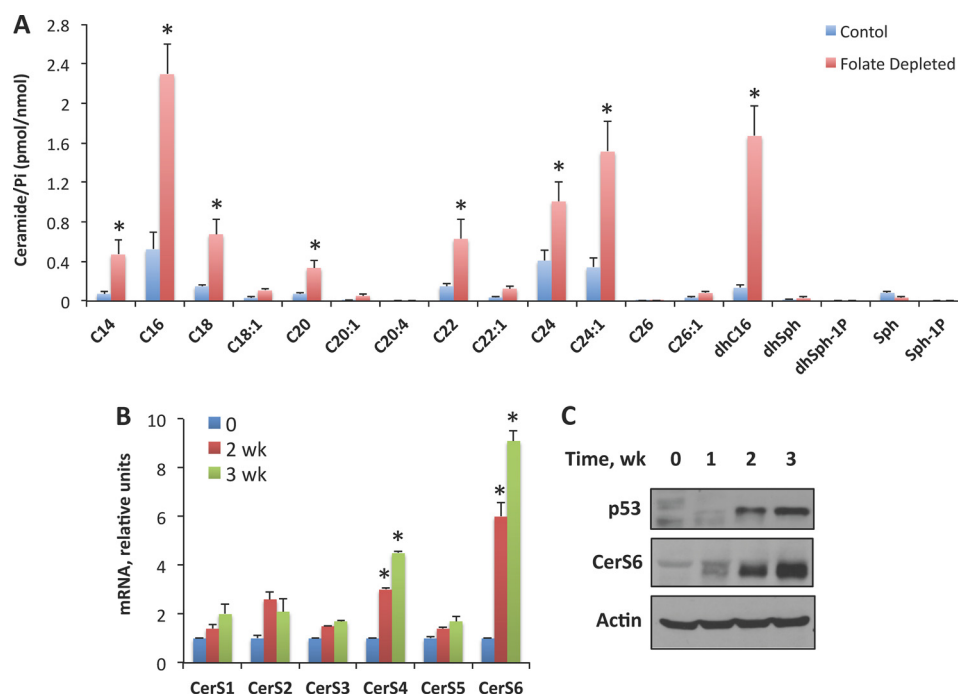 A
Ceramide/Pi (pmol/nmol)
2.8
2.4
2
1.6
1.2
0.8
0.4
0
* * * * * * * *
Contol
Folate Depleted
C14 C16 C18 C18:1 C20 C20:1 C20:4 C22 C22:1 C24 C24:1 C26 C26:1 dhC16 dhSph dhSph-1P Sph Sph-1P
B
mRNA, relative units
10
8
6
4
2
0
0
2 wk
3 wk
* * * *
CerS1 CerS2 CerS3 CerS4 CerS5 CerS6
C
Time, wk 0 1 2 3
p53
CerS6
Actin